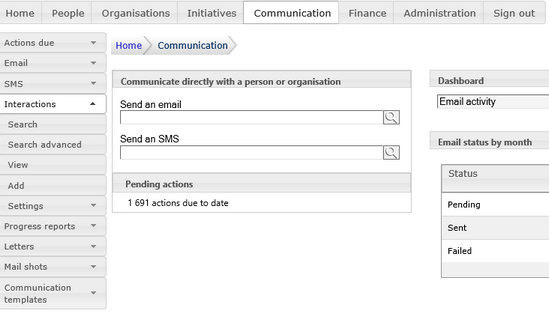 Home People Organisations Initiatives Communication Finance Administration Sign out
Actions due
Email
SMS
Interactions
Search
Search advanced
View
Add
Settings
Progress reports
Letters
Mail shots
Communication
templates
Home Communication
Communicate directly with a person or organisation
Send an email
Send an SMS
Pending actions
1 691 actions due to date
Dashboard
Email activity
Email status by month
Status
Pending
Sent
Failed